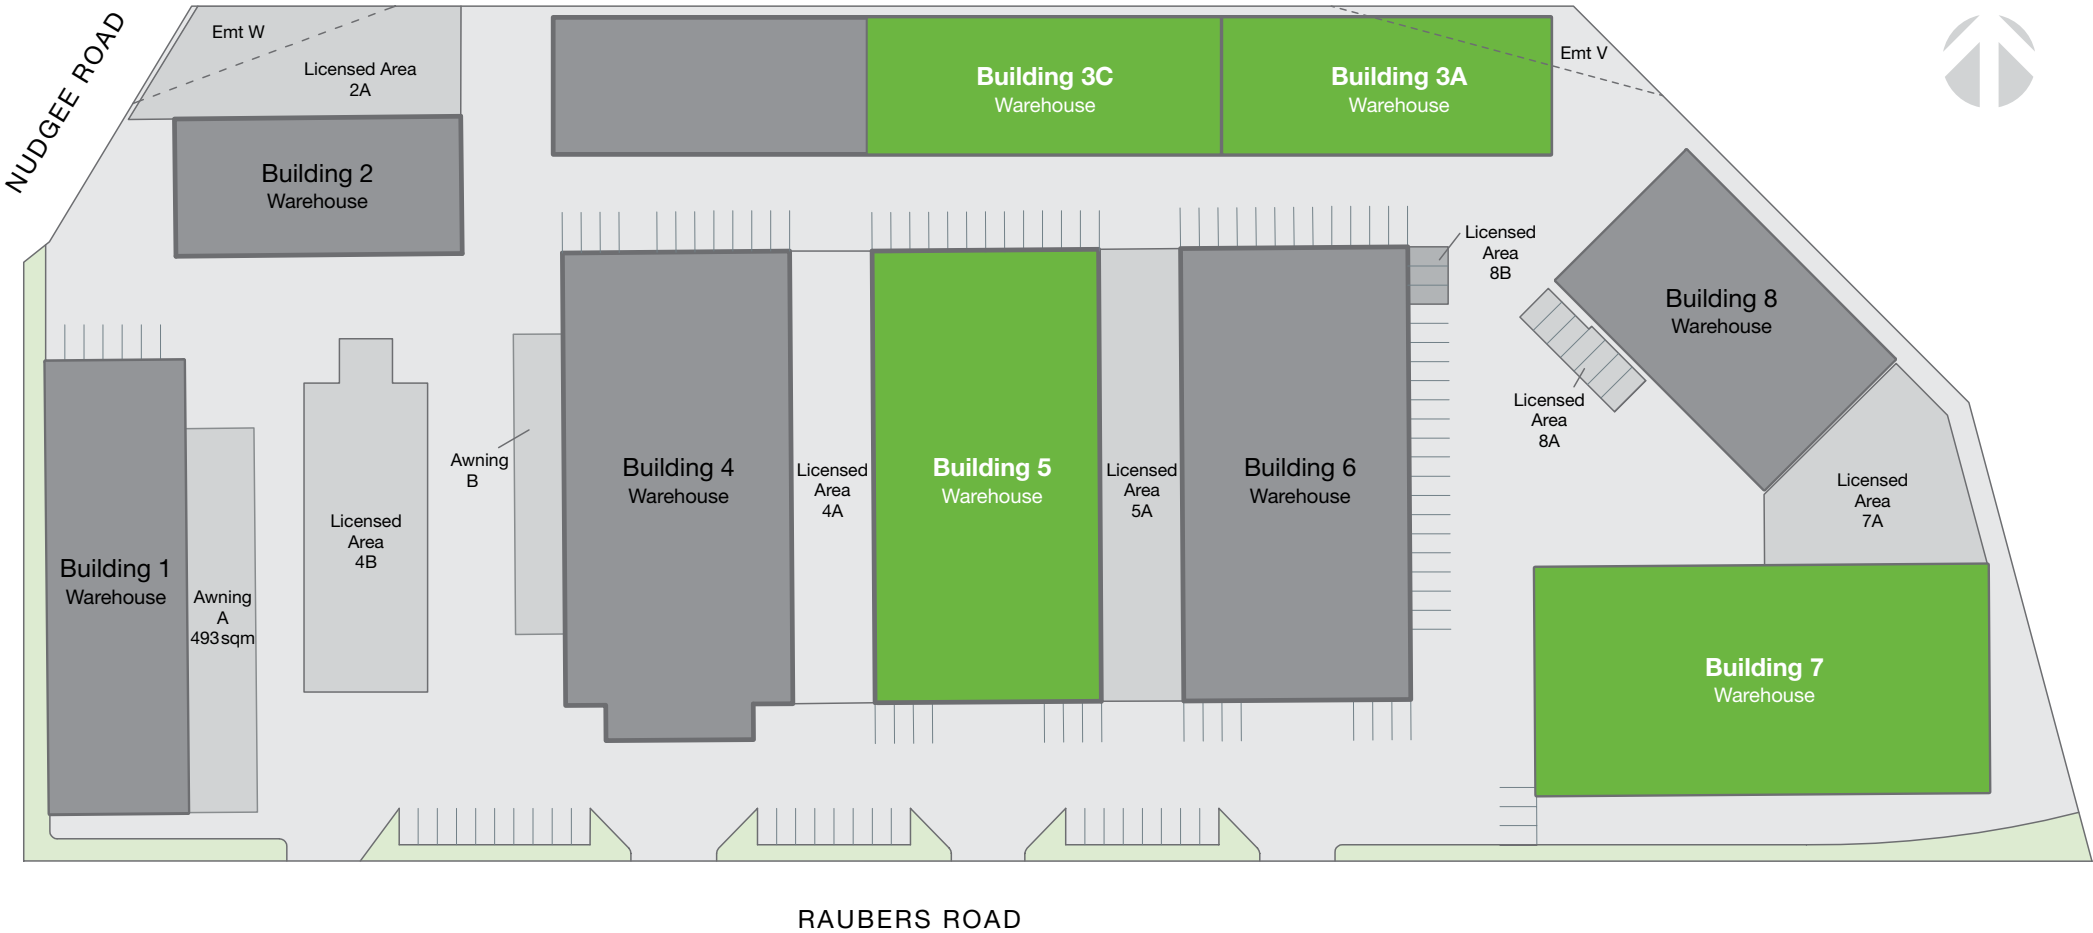 NUDGEE ROAD
Emt W
Licensed Area
2A
Building 2
Warehouse
Building 3C
Warehouse
Building 3A
Warehouse
Emt V
Licensed
Area
8B
Building 8
Warehouse
Licensed
Area
8A
Licensed
Area
7A
Building 1
Warehouse
Awning
A
493sqm
Licensed
Area
4B
Awning
B
Building 4
Warehouse
Licensed
Area
4A
Building 5
Warehouse
Licensed
Area
5A
Building 6
Warehouse
Building 7
Warehouse
RAUBERS ROAD